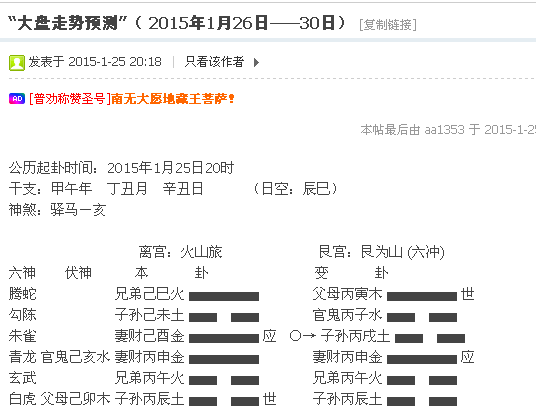 “大盘走势预测”（ 2015年1月26日——30日） [复制链接]
发表于 2015-1-25 20:18 | 只看该作者
AD [普劝称赞圣号]南无大愿地藏王菩萨！
本帖最后由 aa1353 于 2015-1-25
公历起卦时间：2015年1月25日20时
干支：甲午年 丁丑月 辛丑日 （日空：辰巳）
神煞：驿马—亥
离宫：火山旅 艮宫：艮为山 (六冲)
六神 伏神 本 卦 变 卦
腾蛇 兄弟己巳火 父母丙寅木 世
勾陈 子孙己未土 官鬼丙子水
朱雀 妻财己酉金 应 ○→ 子孙丙戌土
青龙 官鬼己亥水 妻财丙申金 妻财丙申金 应
玄武 兄弟丙午火 兄弟丙午火
白虎 父母己卯木 子孙丙辰土 世 子孙丙辰土